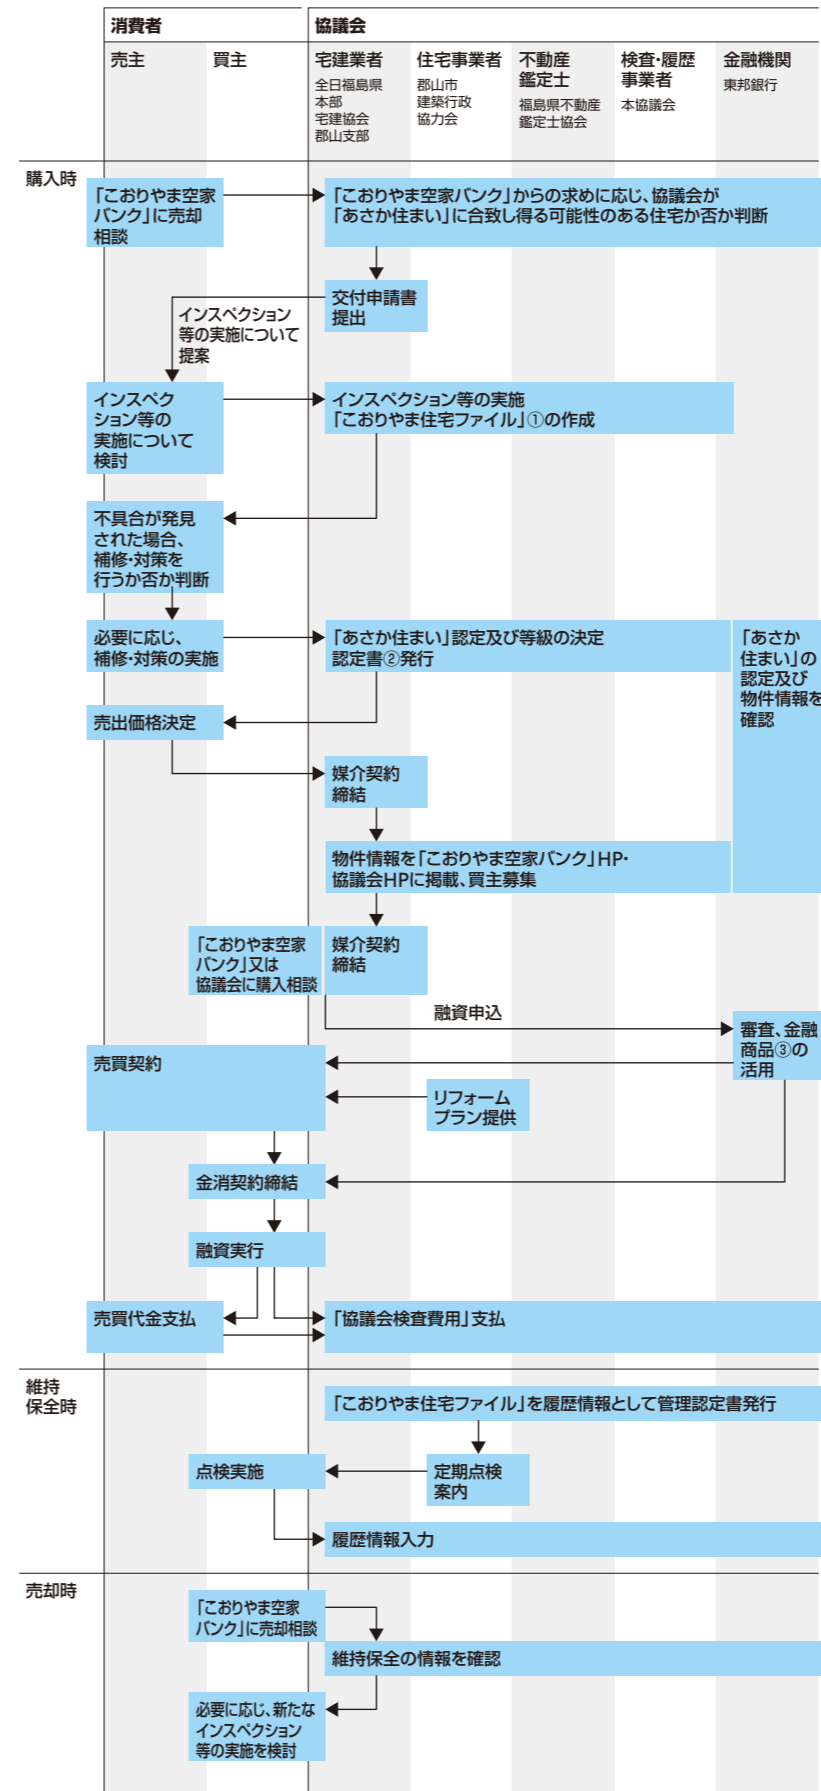 消費者
協議会
売主
買主
宅建業者
全日福島県
本部
宅建協会
郡山支部
住宅事業者
郡山市
建築行政
協力会
不動産
鑑定士
福島県不動産
鑑定士協会
検査・履歴
事業者
本協議会
金融機関
東邦銀行
購入時
「こおりやま空家
バンク」に売却
相談
「こおりやま空家バンク」からの求めに応じ、協議会が
「あさか住まい」に合致し得る可能性のある住宅か否か判断
交付申請書
提出
インスペクション
等の実施について
提案
インスペク
ション等の
実施について
検討
インスペクション等の実施
「こおりやま住宅ファイル」①の作成
不具合が発見
された場合、
補修・対策を
行うか否か判断
必要に応じ、
補修・対策の実施
「あさか住まい」認定及び等級の決定
認定書②発行
「あさか
住まい」の
認定及び
物件情報を
確認
売出価格決定
媒介契約
締結
物件情報を「こおりやま空家バンク」HP・
協議会HPに掲載、買主募集
「こおりやま空家
バンク」又は
協議会に購入相談
媒介契約
締結
融資申込
審査、金融
商品③の
活用
売買契約
リフォーム
プラン提供
金消契約締結
融資実行
売買代金支払
「協議会検査費用」支払
維持
保全時
「こおりやま住宅ファイル」を履歴情報として管理認定書発行
点検実施
定期点検
案内
履歴情報入力
売却時
「こおりやま空家
バンク」に売却相談
維持保全の情報を確認
必要に応じ、新たな
インスペクション
等の実施を検討